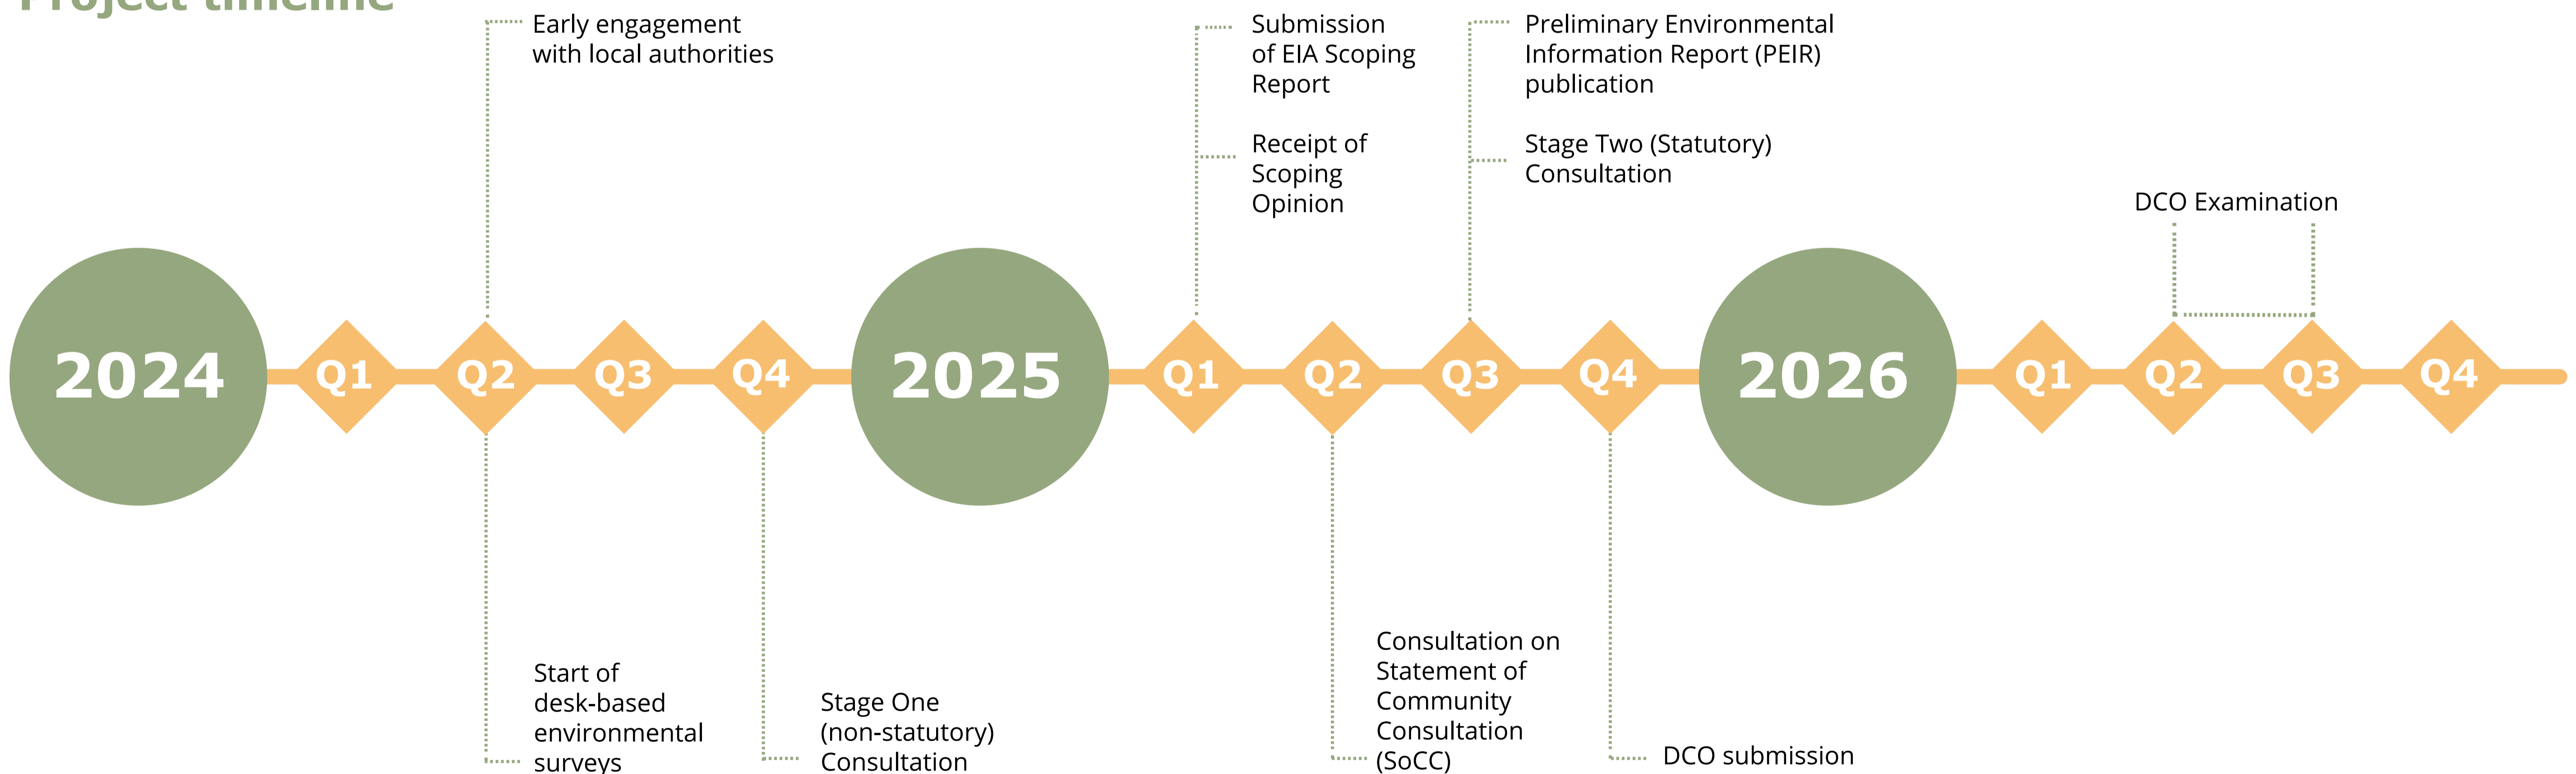 Project timeline
Early engagement
with local authorities
Submission
of EIA Scoping
Report
Receipt of
Scoping
Opinion
Preliminary Environmental
Information Report (PEIR)
publication
Stage Two (Statutory)
Consultation
DCO Examination
2024
Q1
Q2
Q3
Q4
2025
Q1
Q2
Q3
Q4
2026
Q1
Q2
Q3
Q4
Start of
desk-based
environmental
surveys
Stage One
(non-statutory)
Consultation
Consultation on
Statement of
Community
Consultation
(SoCC)
DCO submission